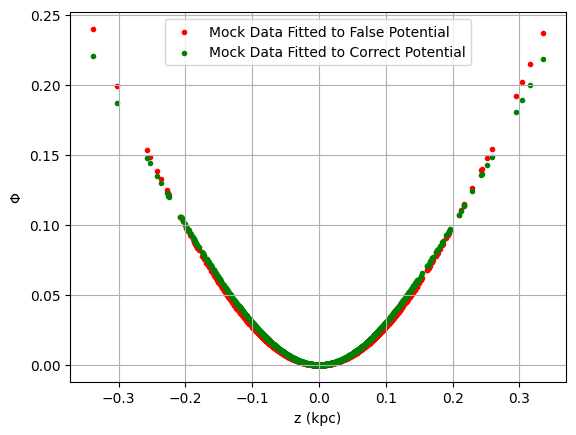 Mock Data Fitted to False Potential
Mock Data Fitted to Correct Potential
0.25
0.20
0.15
0.10
0.05
0.00
Φ
−0.3 −0.2 −0.1 0.0 0.1 0.2 0.3
z (kpc)